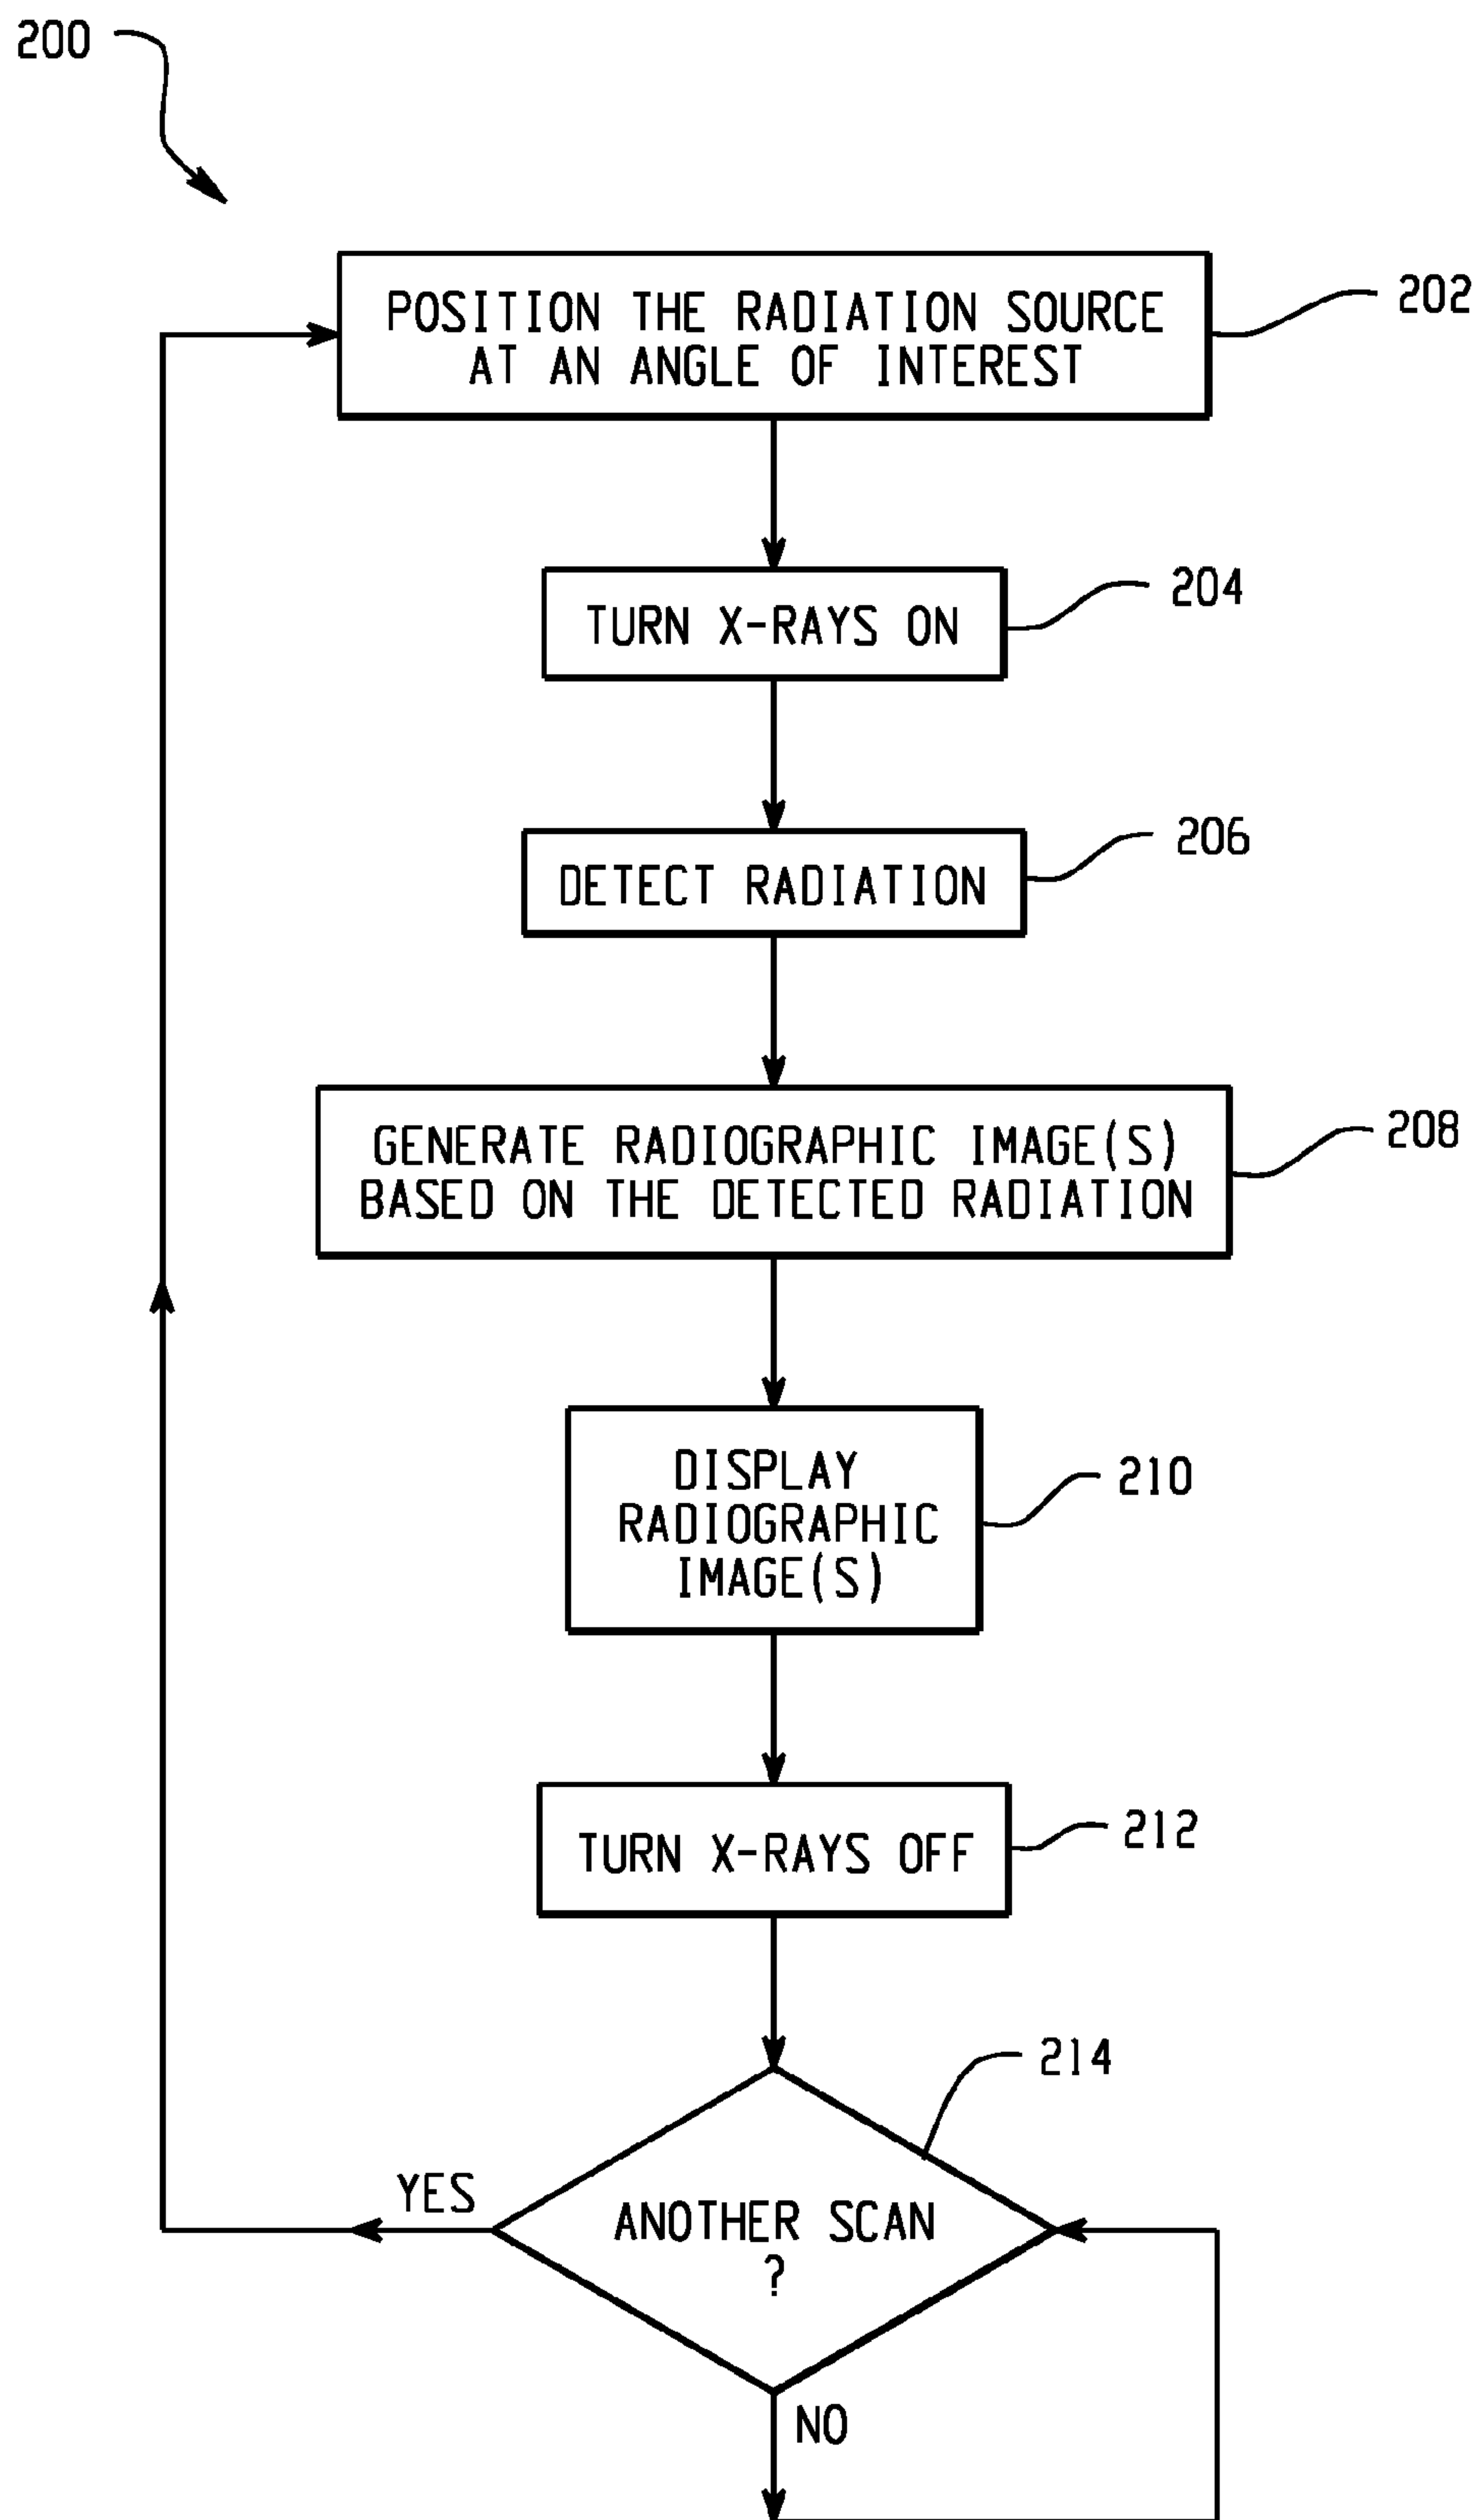 200
POSITION THE RADIATION SOURCE
AT AN ANGLE OF INTEREST
202
TURN X-RAYS ON
204
DETECT RADIATION
206
GENERATE RADIOGRAPHIC IMAGE(S)
BASED ON THE DETECTED RADIATION
208
DISPLAY
RADIOGRAPHIC
IMAGE(S)
210
TURN X-RAYS OFF
212
214
YES
ANOTHER SCAN
?
NO